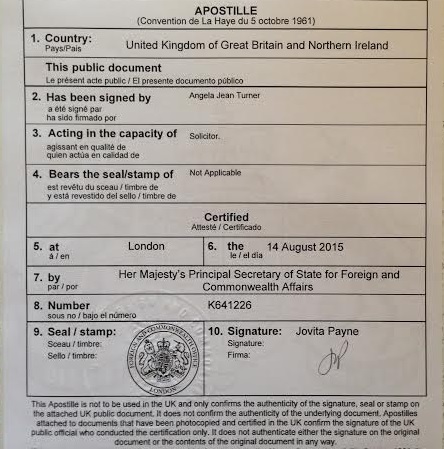 APOSTILLE
(Convention de La Haye du 5 octobre 1961)
1. Country: United Kingdom of Great Britain and Northern Ireland
Pays/País
This public document
Le présent acte public / El presente documento público
2. Has been signed by Angela Jean Turner
a été signé par
ha sido firmado por
3. Acting in the capacity of Solicitor.
agissant en qualité de
quien actúa en calidad de
4. Bears the seal/stamp of Not Applicable
est revêtu du sceau / timbre de
y está revestido del sello / timbre de
Certified
Attesté / Certificado
5. at London 6. the 14 August 2015
á / en le / el día
7. by Her Majesty's Principal Secretary of State for Foreign and
par / por Commonwealth Affairs
8. Number K641226
sous no / bajo el número
9. Seal / stamp: 10. Signature: Jovita Payne
Sceau / timbre: Signature:
Sello / timbre: Firma:
FOREIGN AND COMMONWEALTH OFFICE
LONDON
This Apostille is not to be used in the UK and only confirms the authenticity of the signature, seal or stamp on
the attached UK public document. It does not confirm the authenticity of the underlying document. Apostilles
attached to documents that have been photocopied and certified in the UK confirm the signature of the UK
public official who conducted the certification only. It does not authenticate either the signature on the original
document or the contents of the original document in any way.